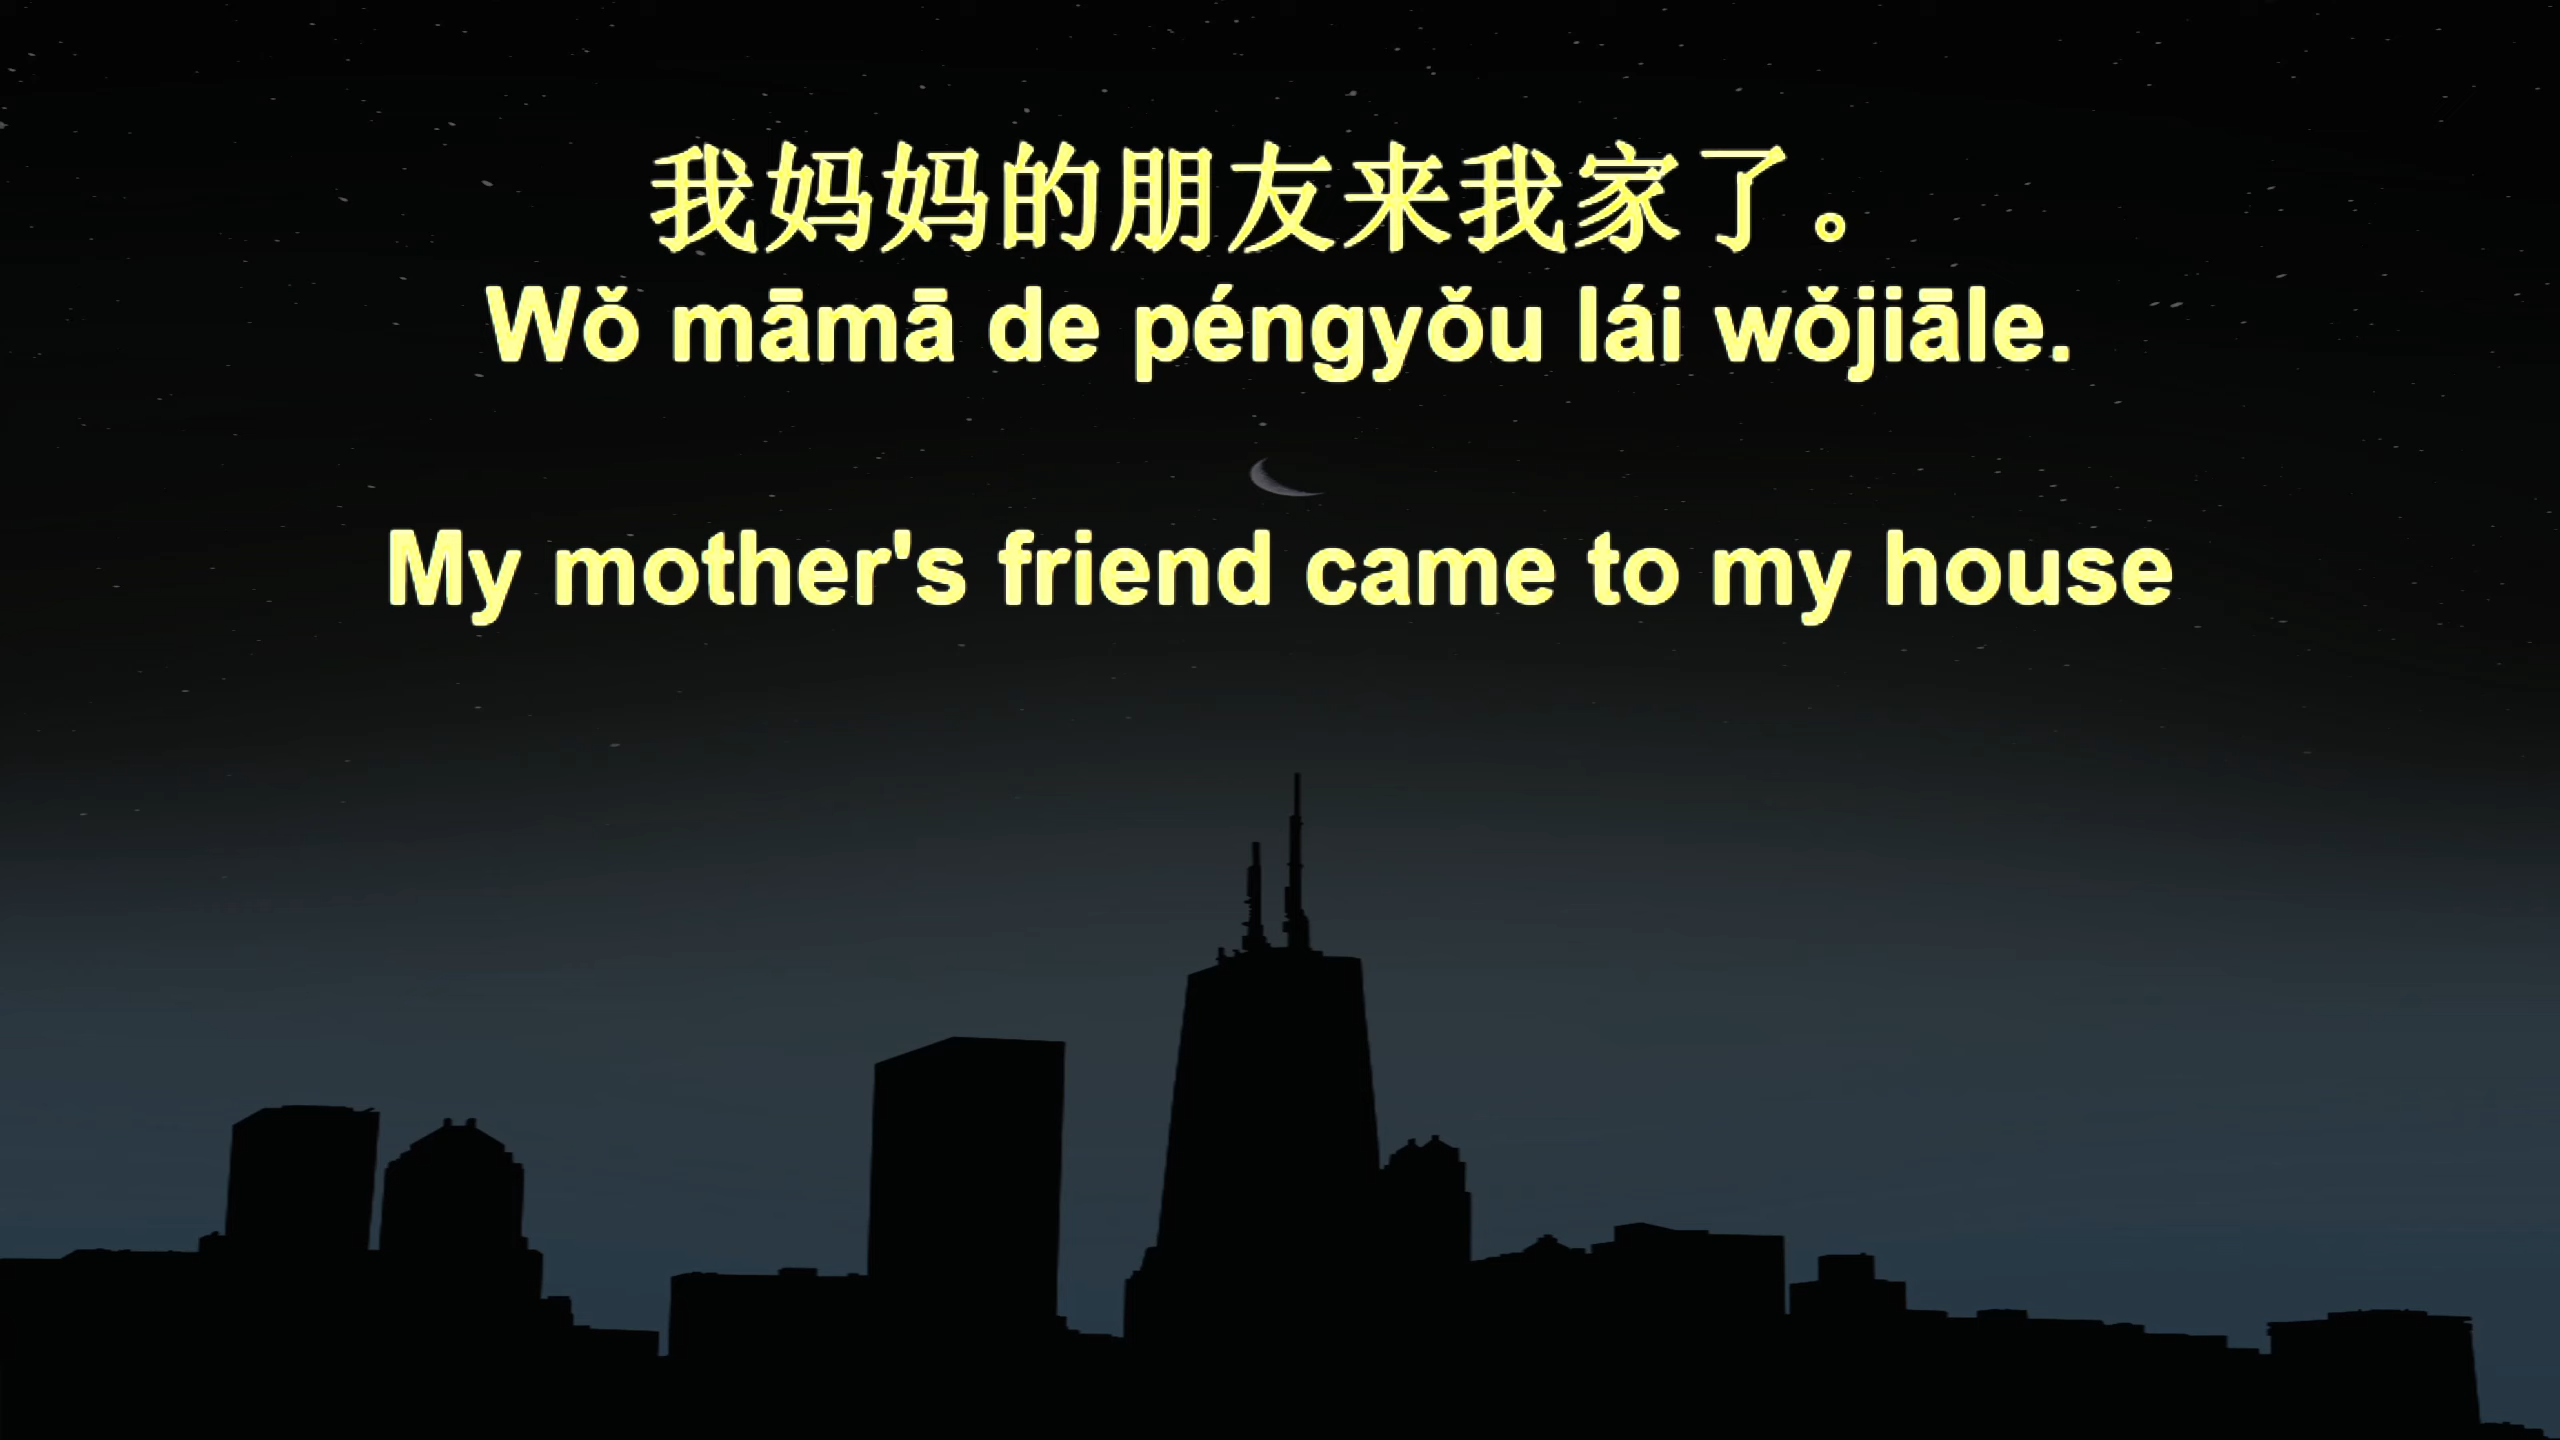 我妈妈的朋友来我家了。
Wǒ māmā de péngyǒu lái wǒjiāle.
My mother's friend came to my house